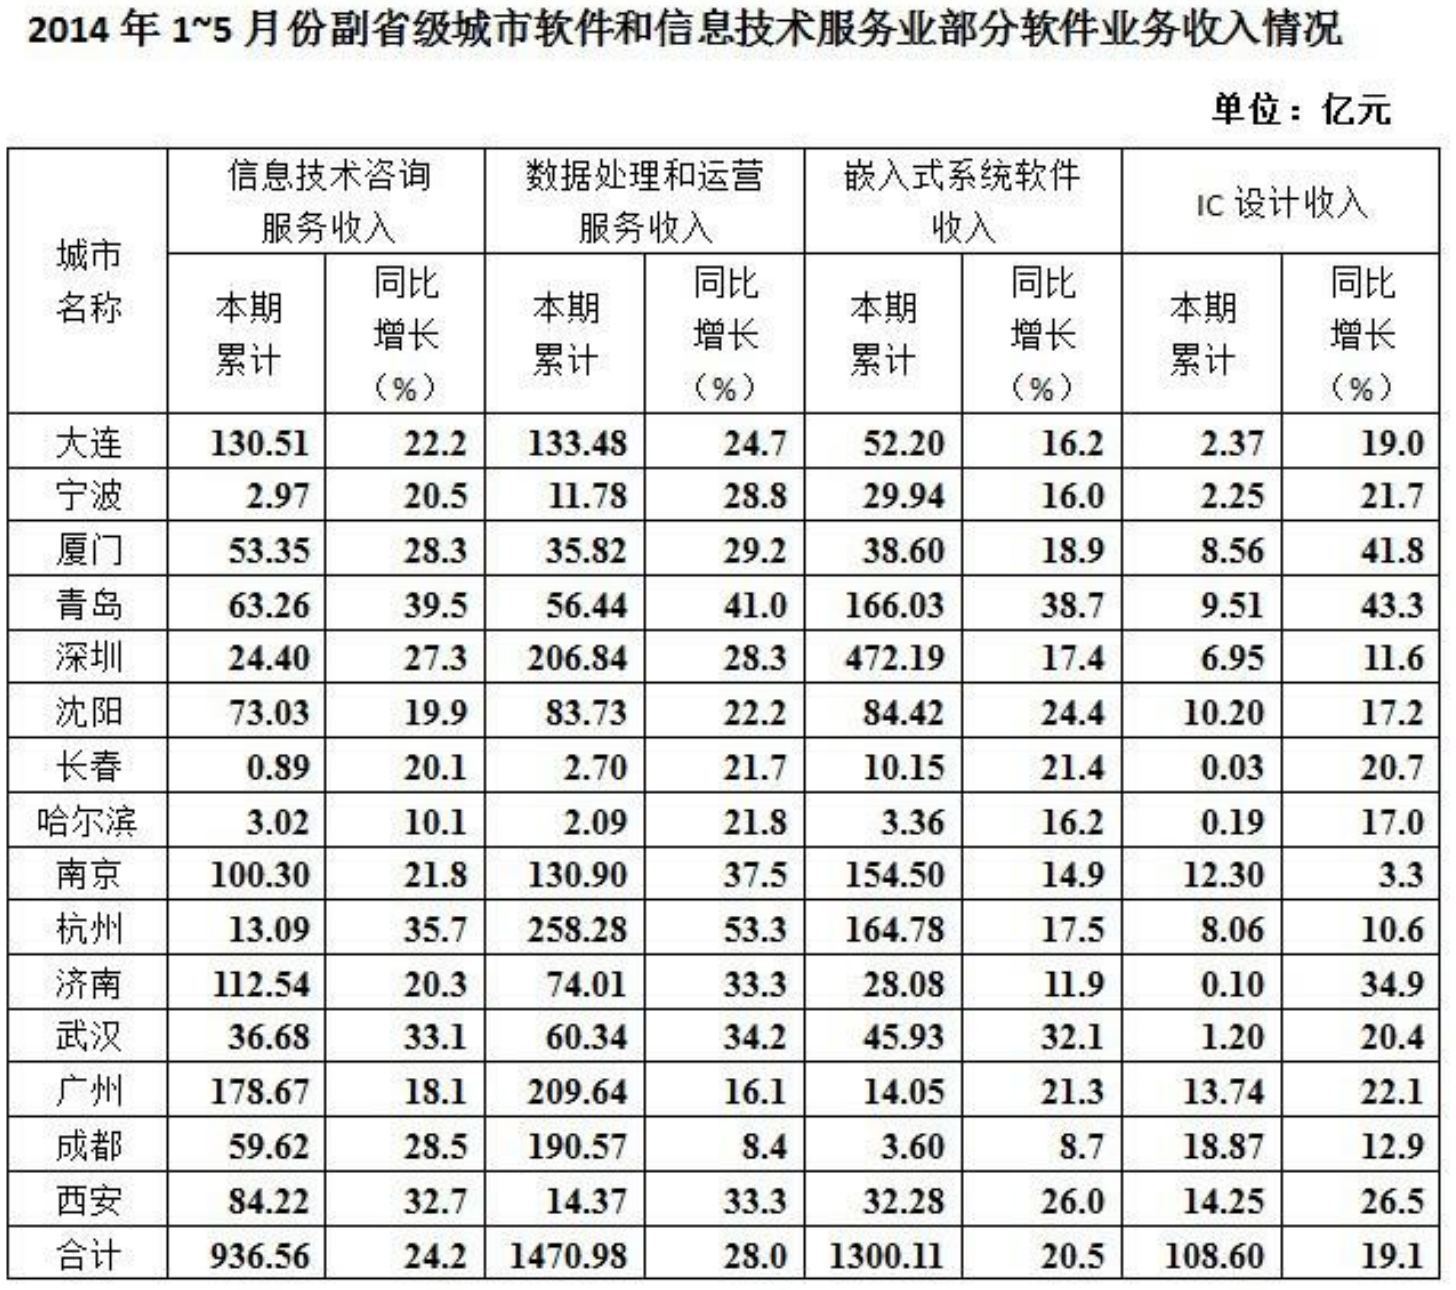 2014 年 1~5 月份副省级城市软件和信息技术服务业部分软件业务收入情况
单位：亿元
城市名称 信息技术咨询服务收入 数据处理和运营服务收入 嵌入式系统软件收入 IC 设计收入
本期累计 同比增长（%） 本期累计 同比增长（%） 本期累计 同比增长（%） 本期累计 同比增长（%）
大连 130.51 22.2 133.48 24.7 52.20 16.2 2.37 19.0
宁波 2.97 20.5 11.78 28.8 29.94 16.0 2.25 21.7
厦门 53.35 28.3 35.82 29.2 38.60 18.9 8.56 41.8
青岛 63.26 39.5 56.44 41.0 166.03 38.7 9.51 43.3
深圳 24.40 27.3 206.84 28.3 472.19 17.4 6.95 11.6
沈阳 73.03 19.9 83.73 22.2 84.42 24.4 10.20 17.2
长春 0.89 20.1 2.70 21.7 10.15 21.4 0.03 20.7
哈尔滨 3.02 10.1 2.09 21.8 3.36 16.2 0.19 17.0
南京 100.30 21.8 130.90 37.5 154.50 14.9 12.30 3.3
杭州 13.09 35.7 258.28 53.3 164.78 17.5 8.06 10.6
济南 112.54 20.3 74.01 33.3 28.08 11.9 0.10 34.9
武汉 36.68 33.1 60.34 34.2 45.93 32.1 1.20 20.4
广州 178.67 18.1 209.64 16.1 14.05 21.3 13.74 22.1
成都 59.62 28.5 190.57 8.4 3.60 8.7 18.87 12.9
西安 84.22 32.7 14.37 33.3 32.28 26.0 14.25 26.5
合计 936.56 24.2 1470.98 28.0 1300.11 20.5 108.60 19.1